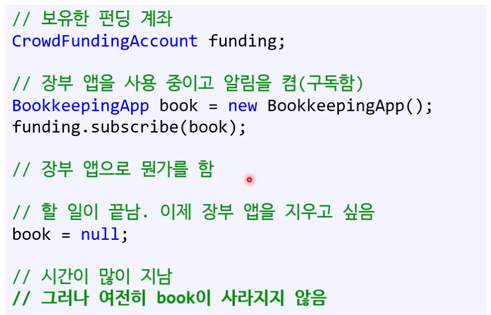 // 보유한 펀딩 계좌
CrowdFundingAccount funding;
// 장부 앱을 사용 중이고 알림을 켬(구독함)
BookkeepingApp book = new BookkeepingApp();
funding.subscribe(book);
// 장부 앱으로 뭔가를 함
// 할 일이 끝남. 이제 장부 앱을 지우고 싶음
book = null;
// 시간이 많이 지남
// 그러나 여전히 book이 사라지지 않음